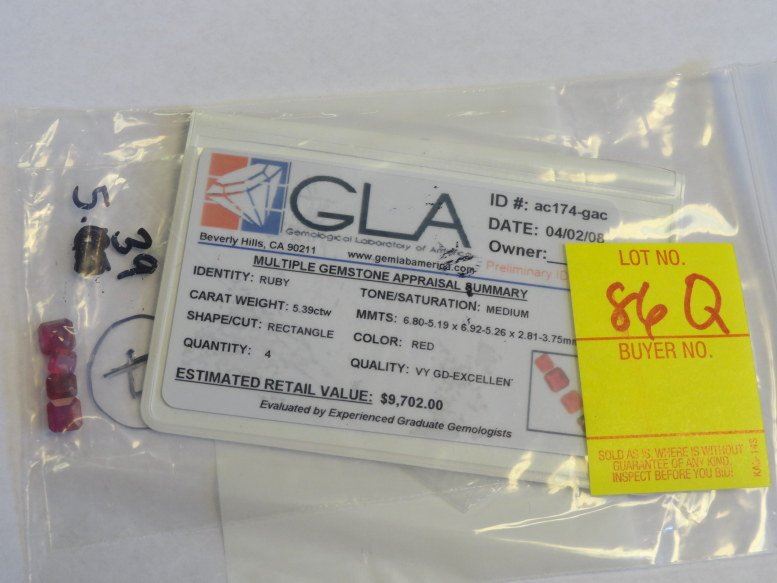 5.39
GLA
Gemological Laboratory of
Beverly Hills, CA 90211
www.gemlabamerica.com
ID #: ac174-gac
DATE: 04/02/08
Owner:
Preliminary ID
MULTIPLE GEMSTONE APPRAISAL SUMMARY
IDENTITY: RUBY
CARAT WEIGHT: 5.39ctw
SHAPE/CUT: RECTANGLE
QUANTITY: 4
TONE/SATURATION: MEDIUM
MMTS: 6.80-5.19 x 6.92-5.26 x 2.81-3.75mm
COLOR: RED
QUALITY: VY GD-EXCELLEN
ESTIMATED RETAIL VALUE: $9,702.00
Evaluated by Experienced Graduate Gemologists
LOT NO.
86Q
BUYER NO.
SOLD AS IS WHERE IS WITHOUT
GUARANTEE OF ANY KIND.
INSPECT BEFORE YOU BID!